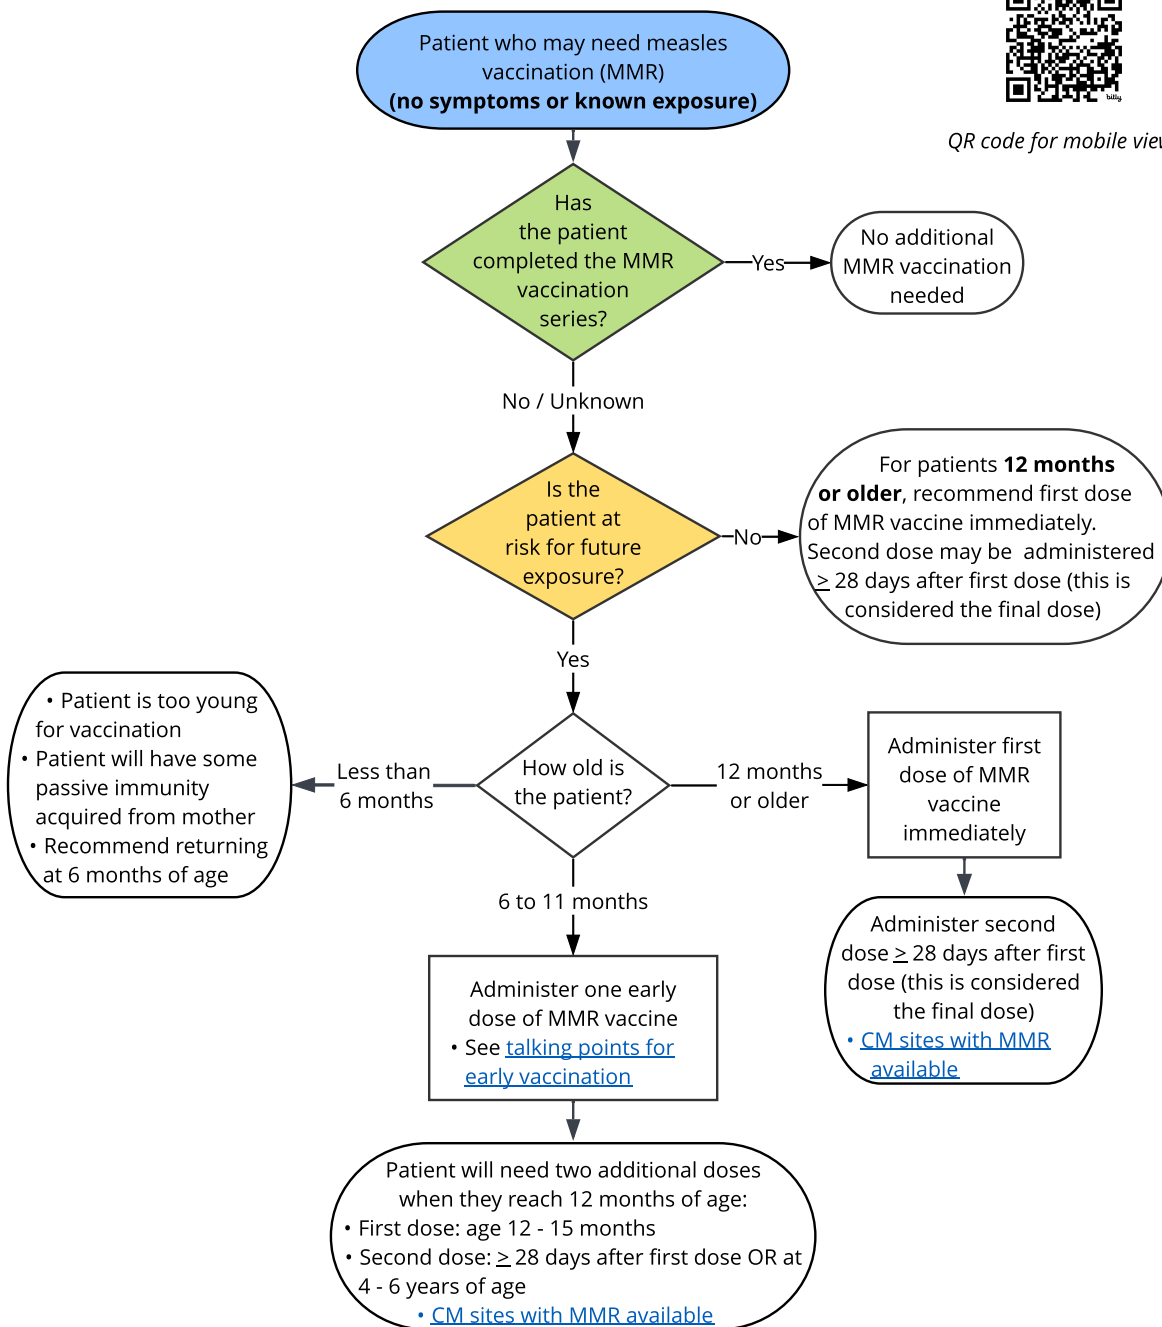 Patient who may need measles
vaccination (MMR)
(no symptoms or known exposure)
bitly
QR code for mobile view
Has
the patient
completed the MMR
vaccination
series?
Yes
No additional
MMR vaccination
needed
No / Unknown
Is the
patient at
risk for future
exposure?
No
For patients 12 months
or older, recommend first dose
of MMR vaccine immediately.
Second dose may be  administered
≥ 28 days after first dose (this is
considered the final dose)
Yes
• Patient is too young
for vaccination
• Patient will have some
passive immunity
acquired from mother
• Recommend returning
at 6 months of age
Less than
6 months
How old is
the patient?
12 months
or older
Administer first
dose of MMR
vaccine
immediately
6 to 11 months
Administer second
dose ≥ 28 days after first
dose (this is considered
the final dose)
• CM sites with MMR
available
Administer one early
dose of MMR vaccine
• See talking points for
early vaccination
Patient will need two additional doses
when they reach 12 months of age:
• First dose: age 12 - 15 months
• Second dose: ≥ 28 days after first dose OR at
4 - 6 years of age
• CM sites with MMR available